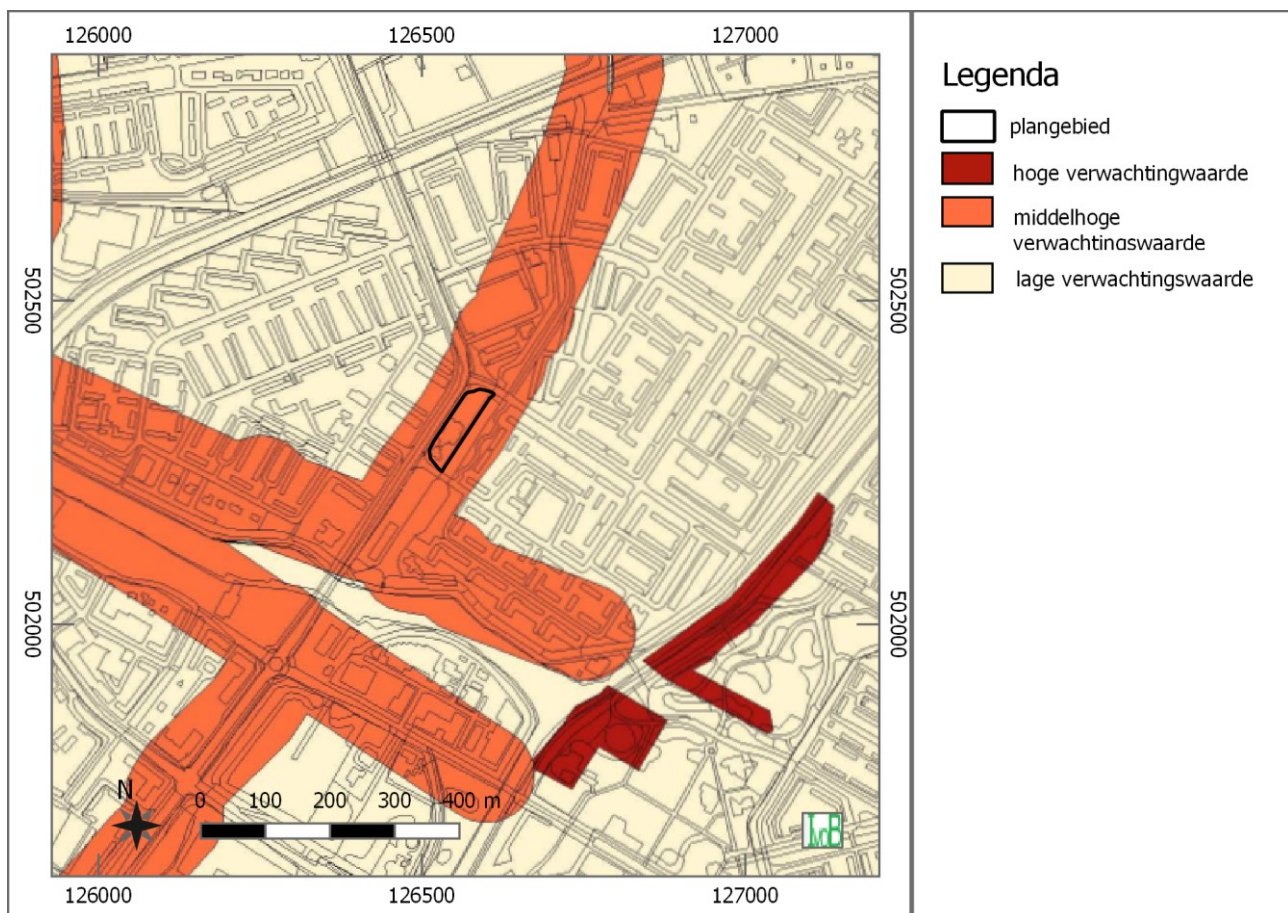 126000 126500 127000
Legenda
plangebied
hoge verwachtingwaarde
middelhoge
verwachtingswaarde
lage verwachtingswaarde
502500 502500
502000 502000
N
0 100 200 300 400 m
126000 126500 127000